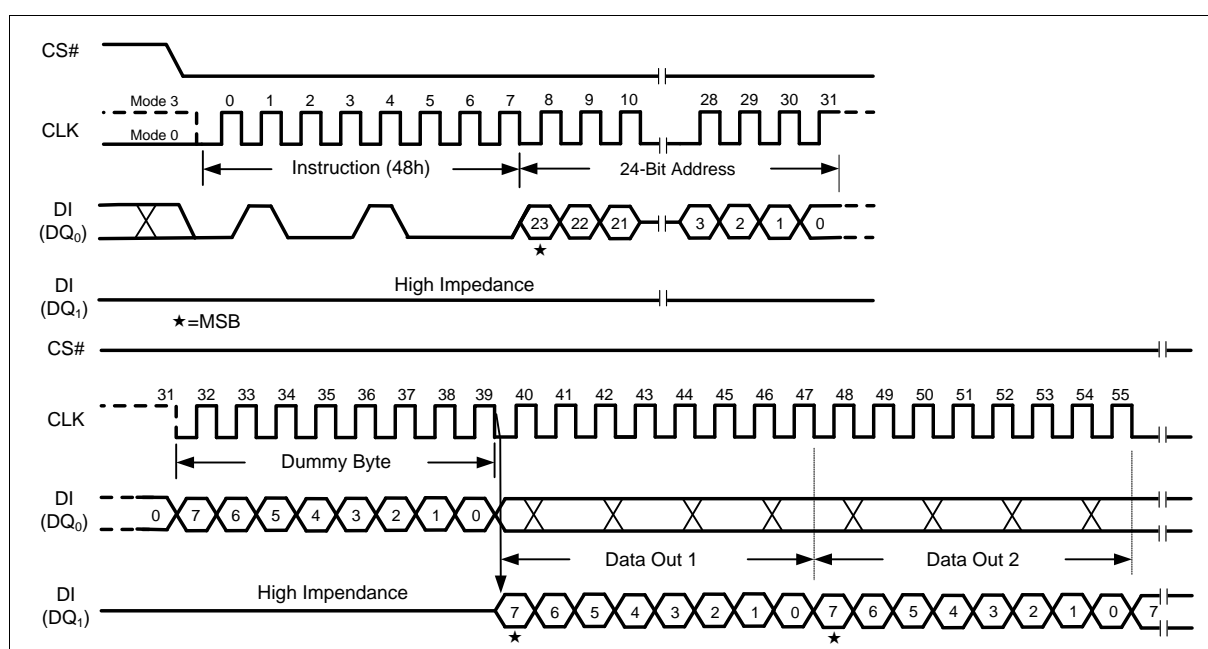 CS#
Mode 3
0 1 2 3 4 5 6 7 8 9 10 28 29 30 31
CLK
Mode 0
Instruction (48h)
24-Bit Address
DI
(DQ0)
23 22 21 3 2 1 0
★
High Impedance
DI
(DQ1)
★=MSB
CS#
31 32 33 34 35 36 37 38 39 40 41 42 43 44 45 46 47 48 49 50 51 52 53 54 55
CLK
Dummy Byte
DI
(DQ0)
0 7 6 5 4 3 2 1 0
Data Out 1
Data Out 2
High Impendance
DI
(DQ1)
7 6 5 4 3 2 1 0 7 6 5 4 3 2 1 0 7
★ ★